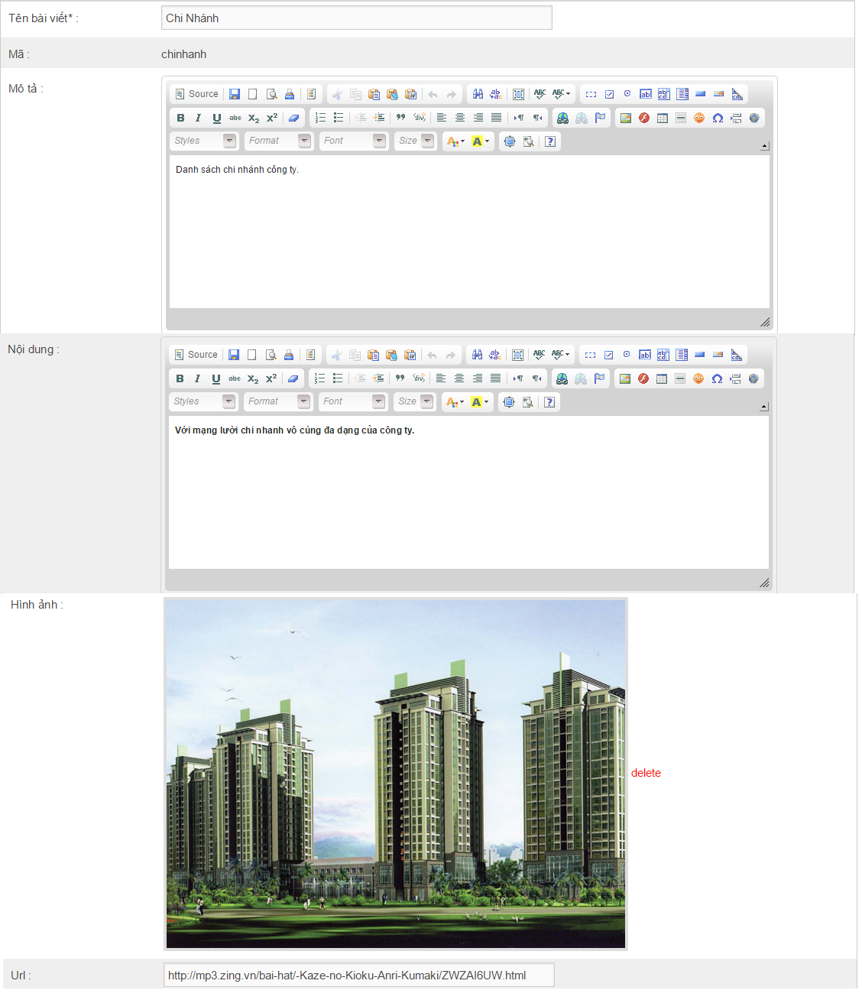 Tên bài viết* :
Chi Nhánh
Mã :
chinhanh
Mô tả :
Source
Styles
Format
Font
Size
Danh sách chi nhánh công ty.
Nội dung :
Source
Styles
Format
Font
Size
Với mạng lười chi nhanh vô cùng đa dạng của công ty.
Hình ảnh :
delete
Url :
http://mp3.zing.vn/bai-hat/-Kaze-no-Kioku-Anri-Kumaki/ZWZAI6UW.html